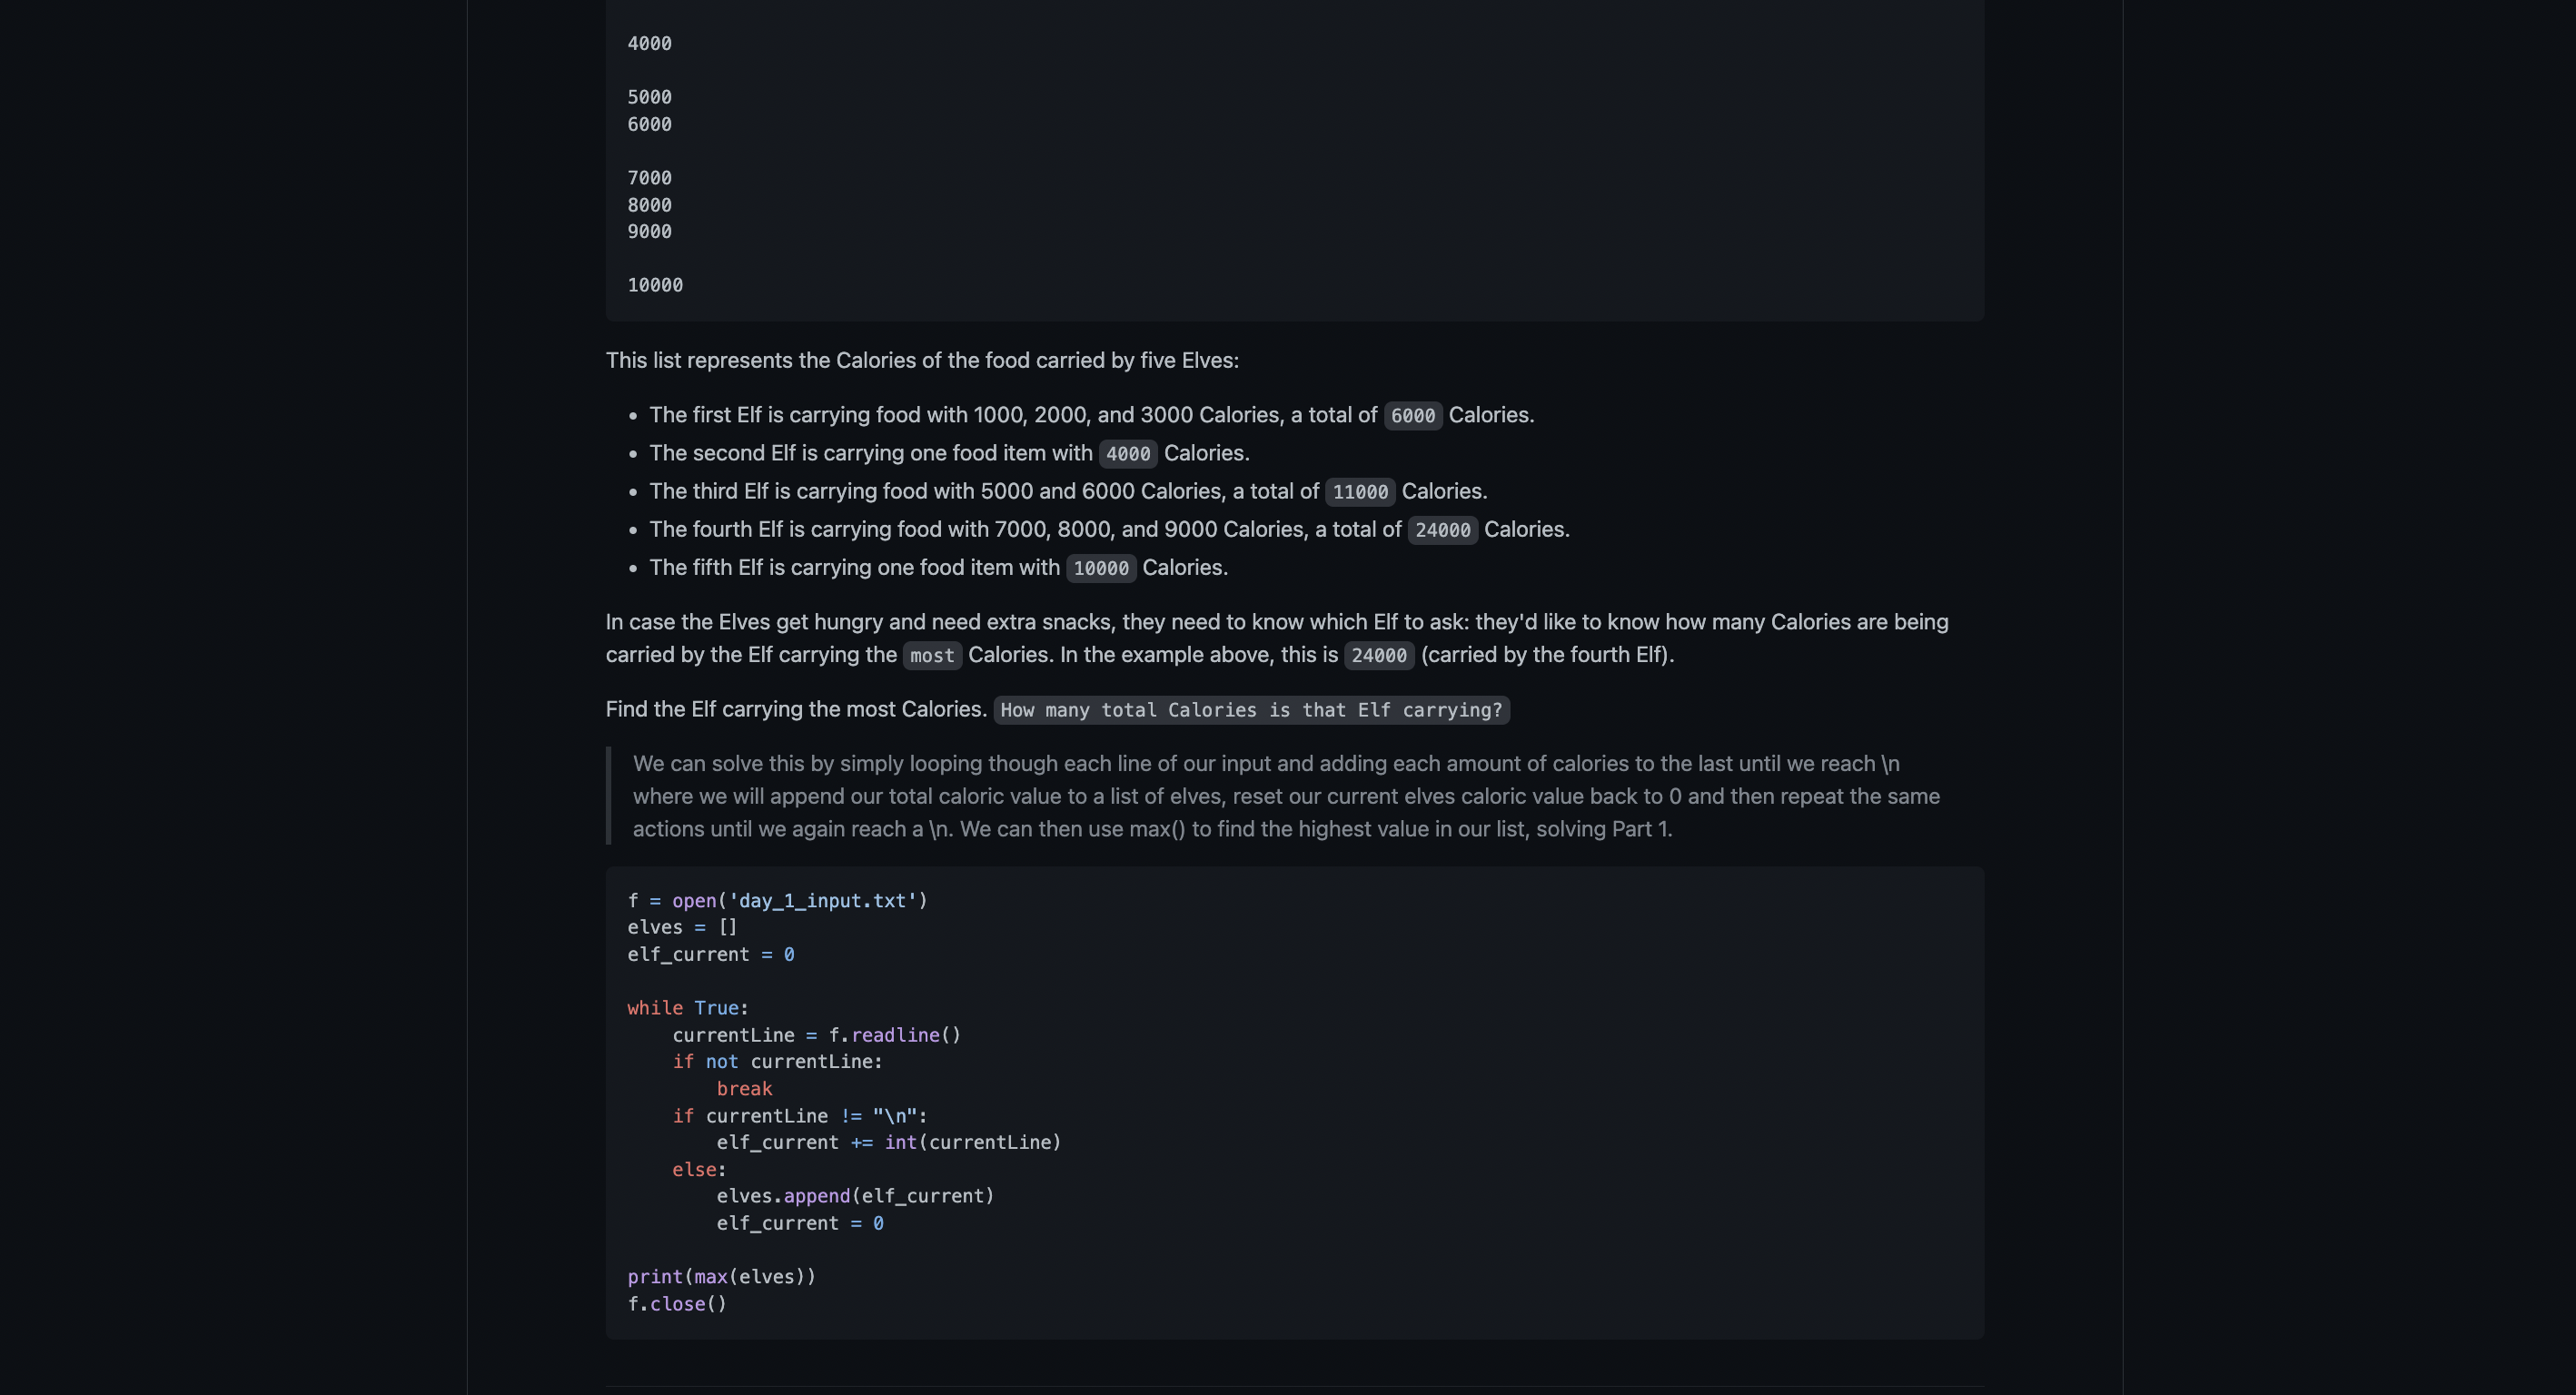 4000
5000
6000
7000
8000
9000
10000
This list represents the Calories of the food carried by five Elves:
• The first Elf is carrying food with 1000, 2000, and 3000 Calories, a total of 6000 Calories.
• The second Elf is carrying one food item with 4000 Calories.
• The third Elf is carrying food with 5000 and 6000 Calories, a total of 11000 Calories.
• The fourth Elf is carrying food with 7000, 8000, and 9000 Calories, a total of 24000 Calories.
• The fifth Elf is carrying one food item with 10000 Calories.
In case the Elves get hungry and need extra snacks, they need to know which Elf to ask: they'd like to know how many Calories are being
carried by the Elf carrying the most Calories. In the example above, this is 24000 (carried by the fourth Elf).
Find the Elf carrying the most Calories. How many total Calories is that Elf carrying?
We can solve this by simply looping though each line of our input and adding each amount of calories to the last until we reach \n
where we will append our total caloric value to a list of elves, reset our current elves caloric value back to 0 and then repeat the same
actions until we again reach a \n. We can then use max() to find the highest value in our list, solving Part 1.
f = open('day_1_input.txt')
elves = []
elf_current = 0
while True:
    currentLine = f.readline()
    if not currentLine:
        break
    if currentLine != "\n":
        elf_current += int(currentLine)
    else:
        elves.append(elf_current)
        elf_current = 0
print(max(elves))
f.close()